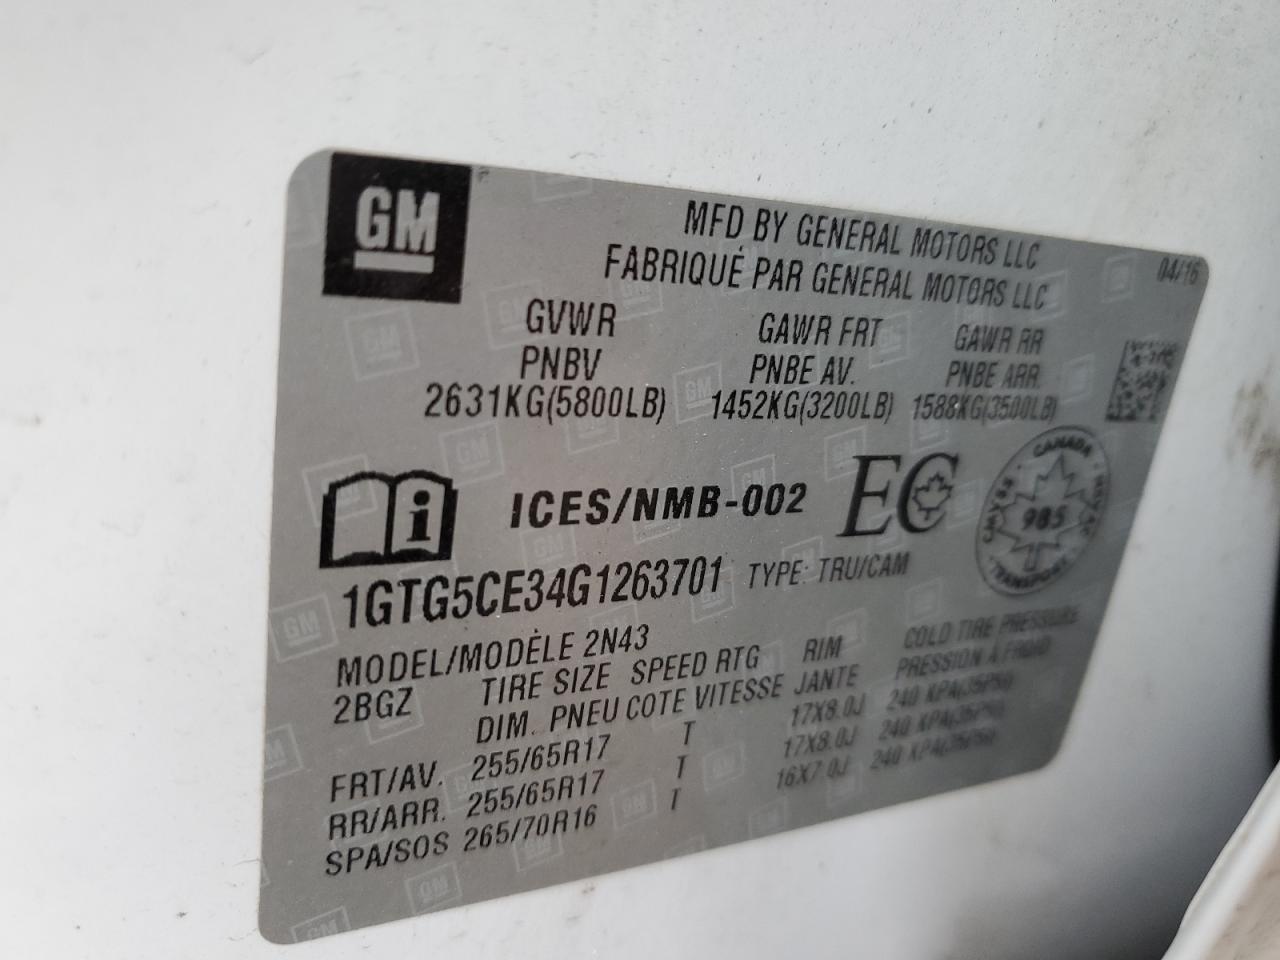 GM
MFD BY GENERAL MOTORS LLC
FABRIQUÉ PAR GENERAL MOTORS LLC
04/16
GVWR GAWR FRT GAWR RR
PNBV PNBE AV. PNBE ARR.
2631KG(5800LB) 1452KG(3200LB) 1588KG(3500LB)
ICES/NMB-002 EC
CANADA
985
TRANSPORT
1GTG5CE34G1263701 TYPE: TRU/CAM
MODEL/MODÈLE 2N43
2BGZ TIRE SIZE SPEED RTG RIM COLD TIRE PRESSURE
DIM. PNEU COTE VITESSE JANTE PRESSION À FROID
FRT/AV. 255/65R17 T 17X8.0J 240 KPA(35PSI)
RR/ARR. 255/65R17 T 17X8.0J 240 KPA(35PSI)
SPA/SOS 265/70R16 T 16X7.0J 240 KPA(35PSI)